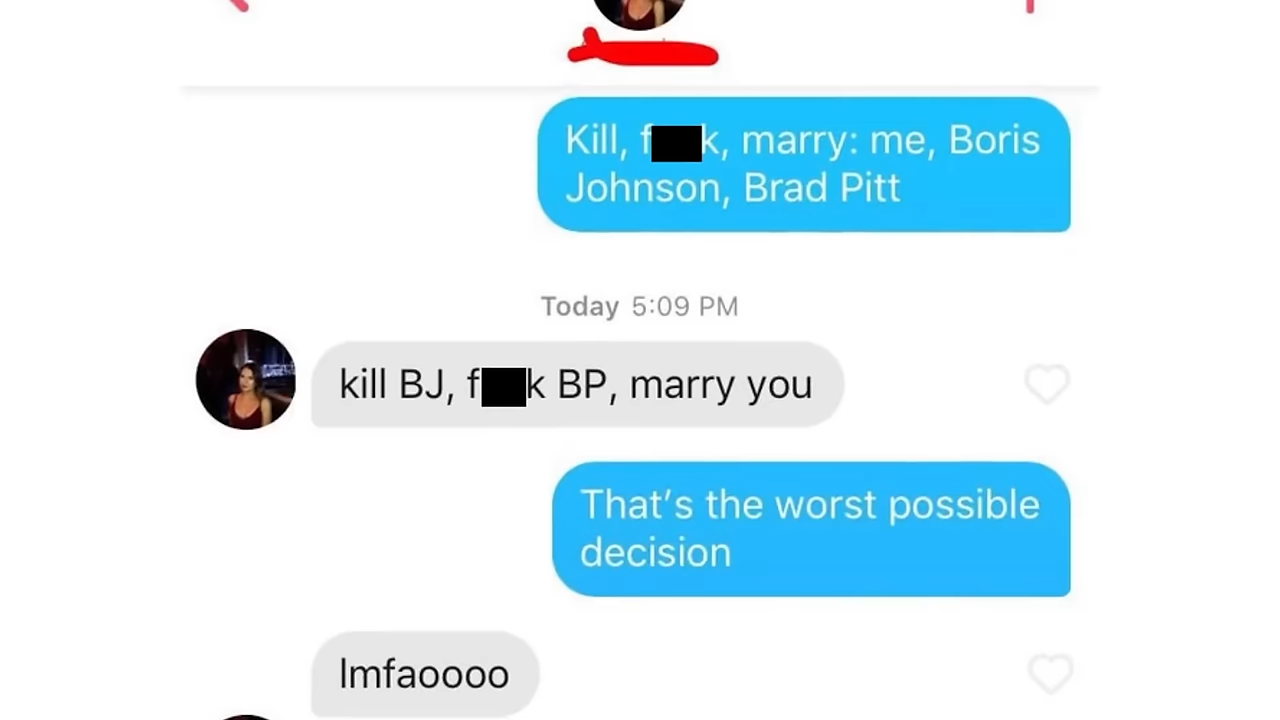 Kill, f k, marry: me, Boris
Johnson, Brad Pitt
Today 5:09 PM
kill BJ, f k BP, marry you
That's the worst possible
decision
lmfaoooo